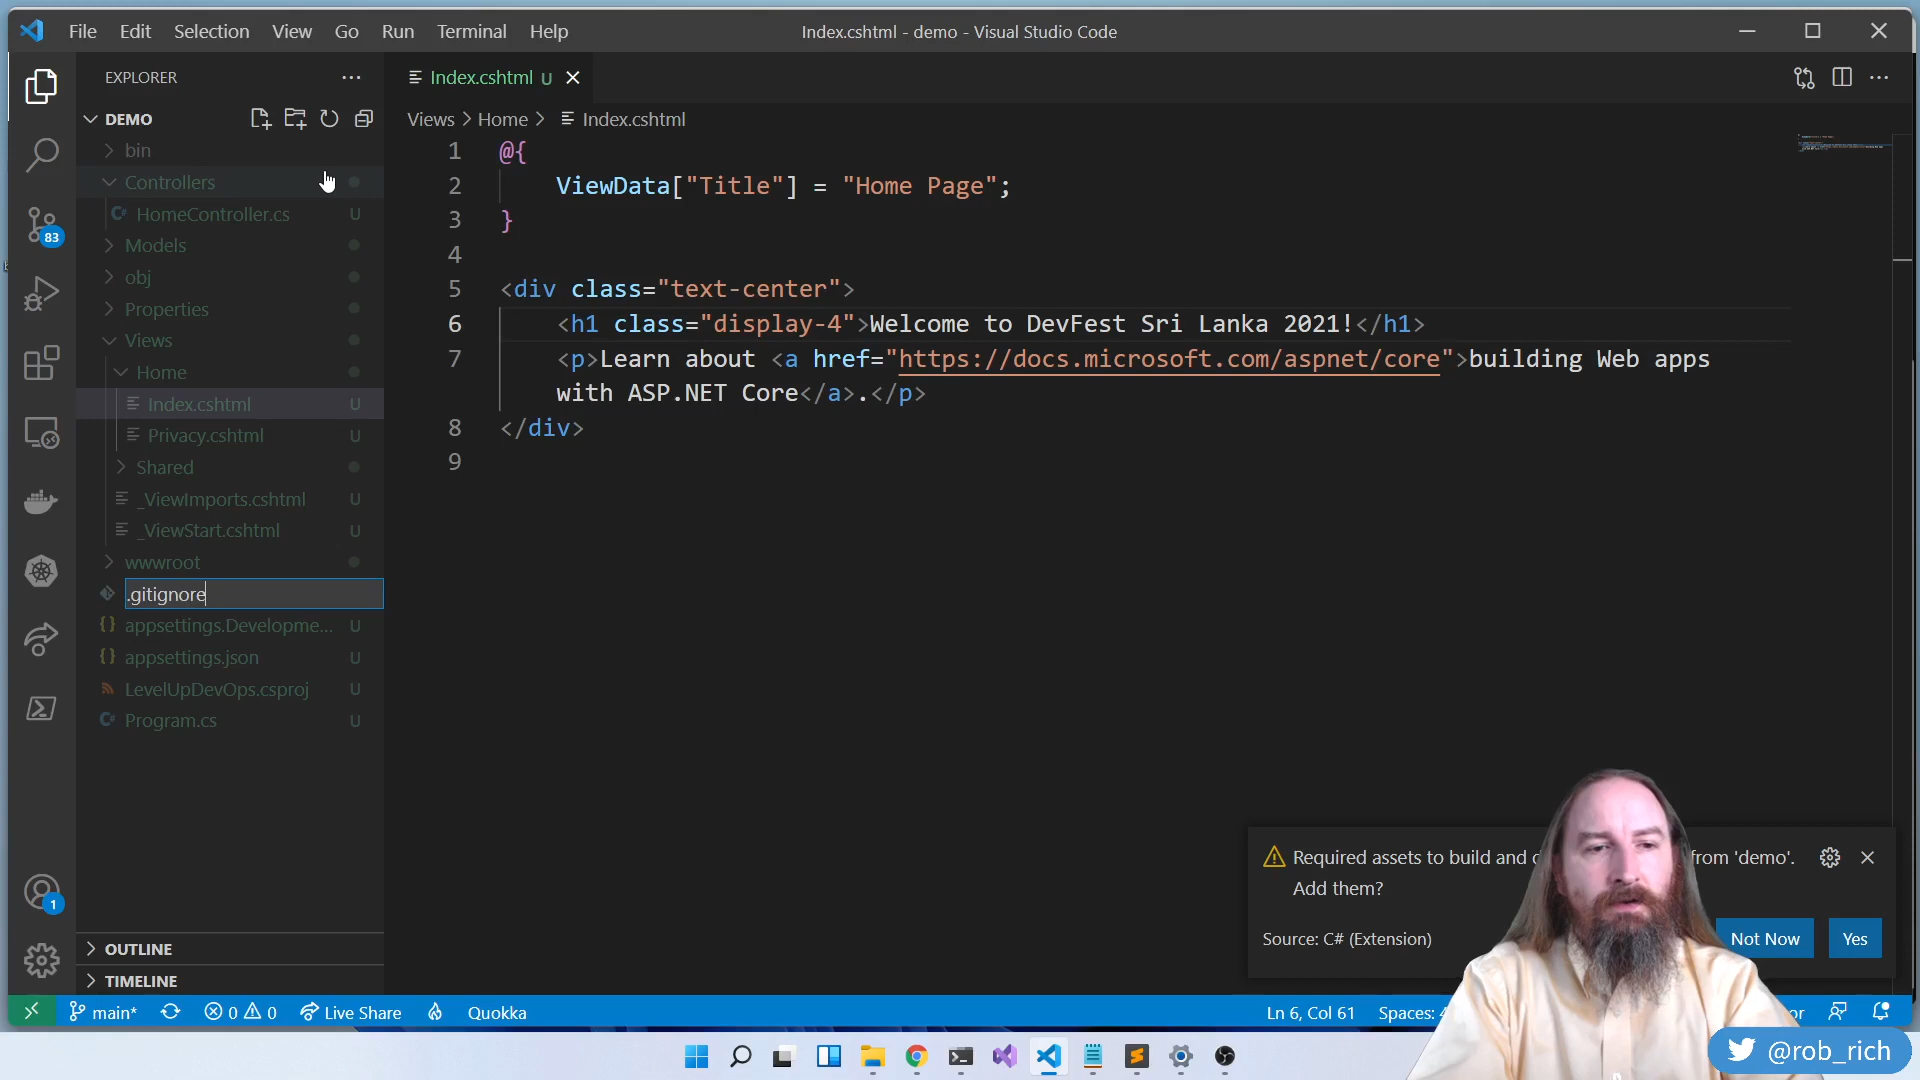 File Edit Selection View Go Run Terminal Help
Index.cshtml - demo - Visual Studio Code
EXPLORER
Index.cshtml U
DEMO
Views > Home > Index.cshtml
bin
Controllers
HomeController.cs U
Models
obj
Properties
Views
Home
Index.cshtml U
Privacy.cshtml U
Shared
_ViewImports.cshtml U
_ViewStart.cshtml U
wwwroot
.gitignore
appsettings.Developme... U
appsettings.json U
LevelUpDevOps.csproj U
Program.cs U
OUTLINE
TIMELINE
83
1
1 @{
2 ViewData["Title"] = "Home Page";
3 }
4
5 <div class="text-center">
6 <h1 class="display-4">Welcome to DevFest Sri Lanka 2021!</h1>
7 <p>Learn about <a href="https://docs.microsoft.com/aspnet/core">building Web apps
with ASP.NET Core</a>.</p>
8 </div>
9
Required assets to build and from 'demo'.
Add them?
Source: C# (Extension)
Not Now Yes
main* 0 0 Live Share Quokka
Ln 6, Col 61 Spaces:
@rob_rich